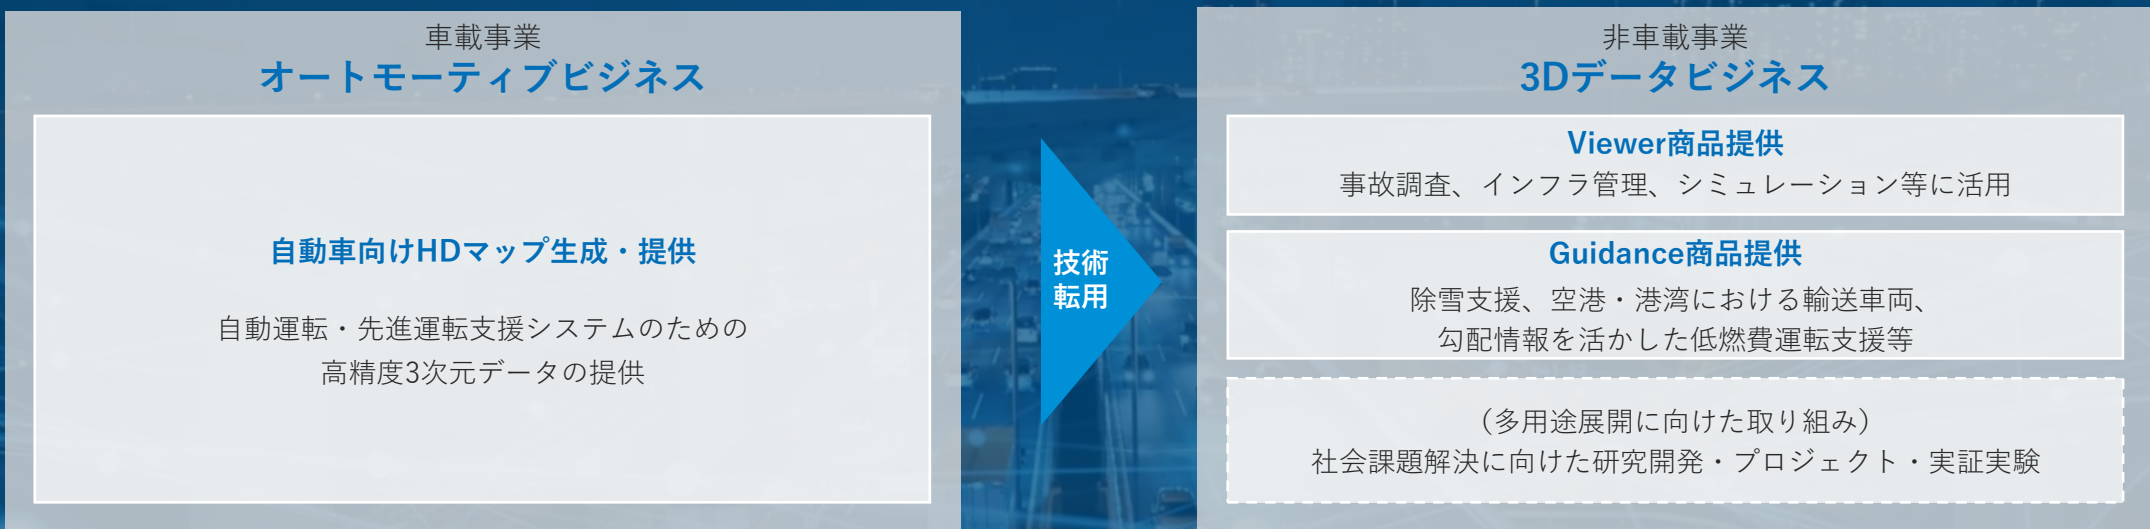 車載事業
オートモーティブビジネス
自動車向けHDマップ生成・提供
自動運転・先進運転支援システムのための
高精度3次元データの提供
技術
転用
非車載事業
3Dデータビジネス
Viewer商品提供
事故調査、インフラ管理、シミュレーション等に活用
Guidance商品提供
除雪支援、空港・港湾における輸送車両、
勾配情報を活かした低燃費運転支援等
（多用途展開に向けた取り組み）
社会課題解決に向けた研究開発・プロジェクト・実証実験